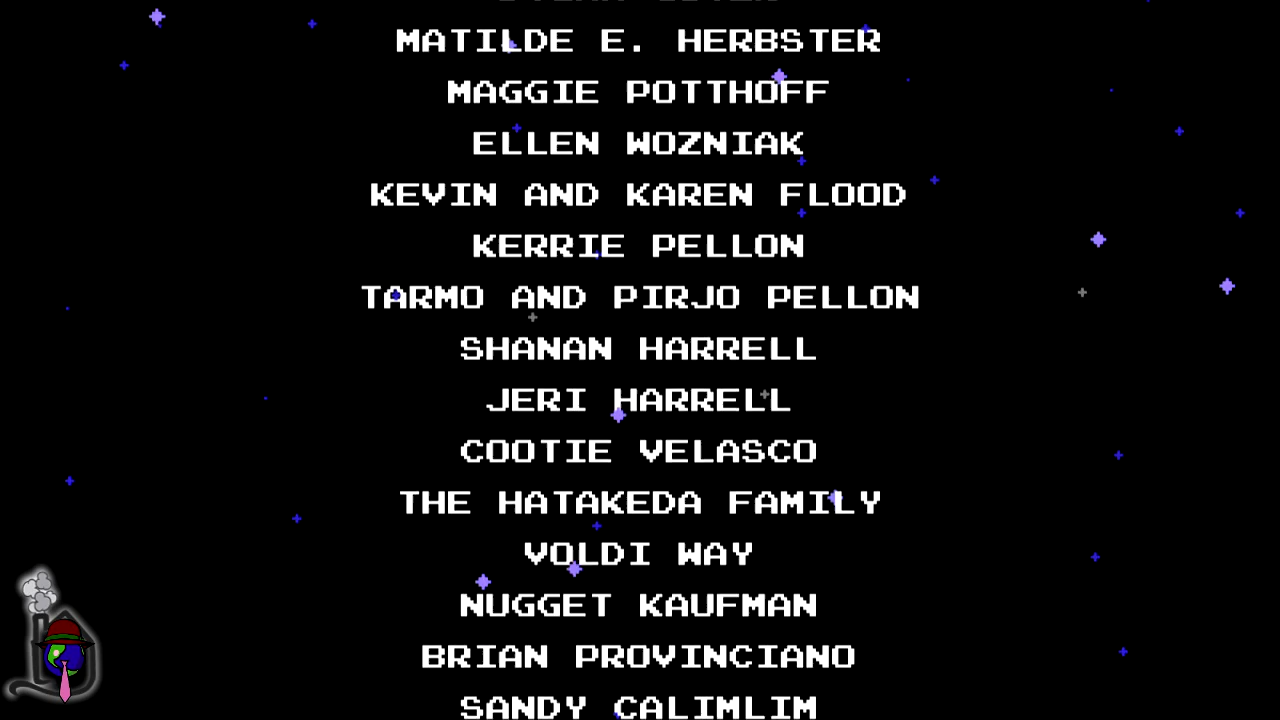 MATILDE E. HERBSTER
MAGGIE POTTHOFF
ELLEN WOZNIAK
KEVIN AND KAREN FLOOD
KERRIE PELLON
TARMO AND PIRJO PELLON
SHANAN HARRELL
JERI HARRELL
COOTIE VELASCO
THE HATAKEDA FAMILY
VOLDI WAY
NUGGET KAUFMAN
BRIAN PROVINCIANO
SANDY CALIMLIM